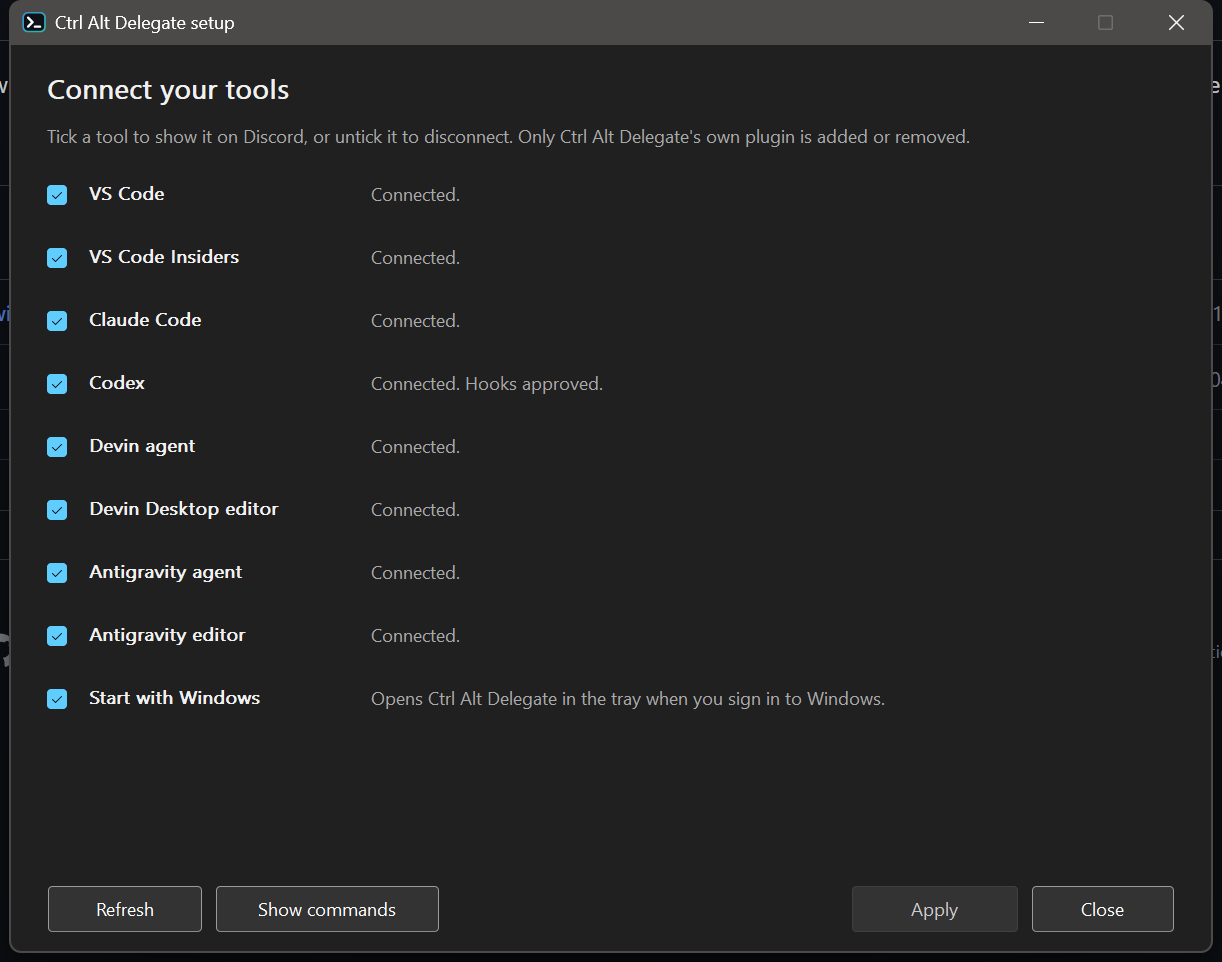 Ctrl Alt Delegate setup
Connect your tools
Tick a tool to show it on Discord, or untick it to disconnect. Only Ctrl Alt Delegate's own plugin is added or removed.
VS Code Connected.
VS Code Insiders Connected.
Claude Code Connected.
Codex Connected. Hooks approved.
Devin agent Connected.
Devin Desktop editor Connected.
Antigravity agent Connected.
Antigravity editor Connected.
Start with Windows Opens Ctrl Alt Delegate in the tray when you sign in to Windows.
Refresh Show commands Apply Close